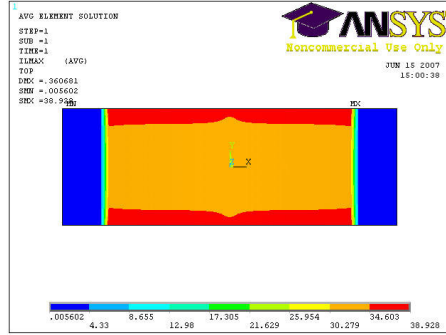 1
AVG ELEMENT SOLUTION
STEP=1
SUB =1
TIME=1
ILMAX (AVG)
TOP
DMX =.360681
SMN =.005602
SMX =38.928
ANSYS
Noncommercial Use Only
JUN 15 2007
15:00:38
MN
MX
Y
Z X
.005602 8.655 17.305 25.954 34.603
4.33 12.98 21.629 30.279 38.928